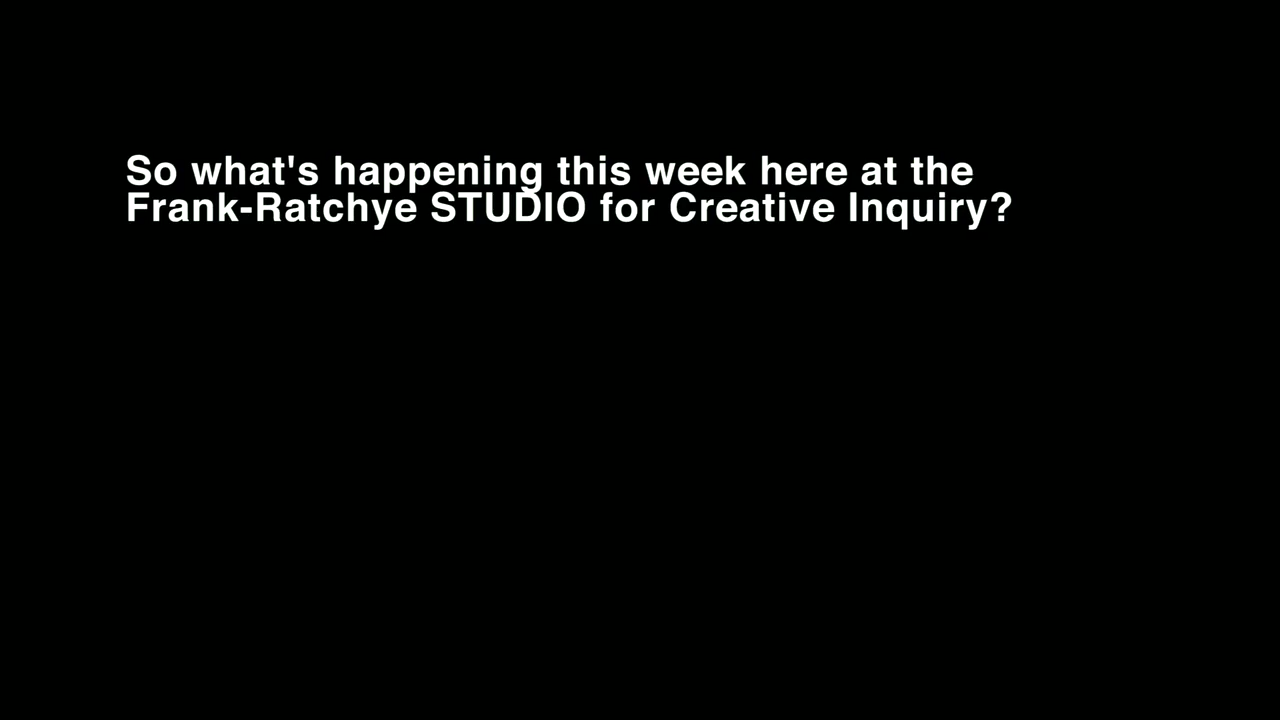 So what's happening this week here at the
Frank-Ratchye STUDIO for Creative Inquiry?